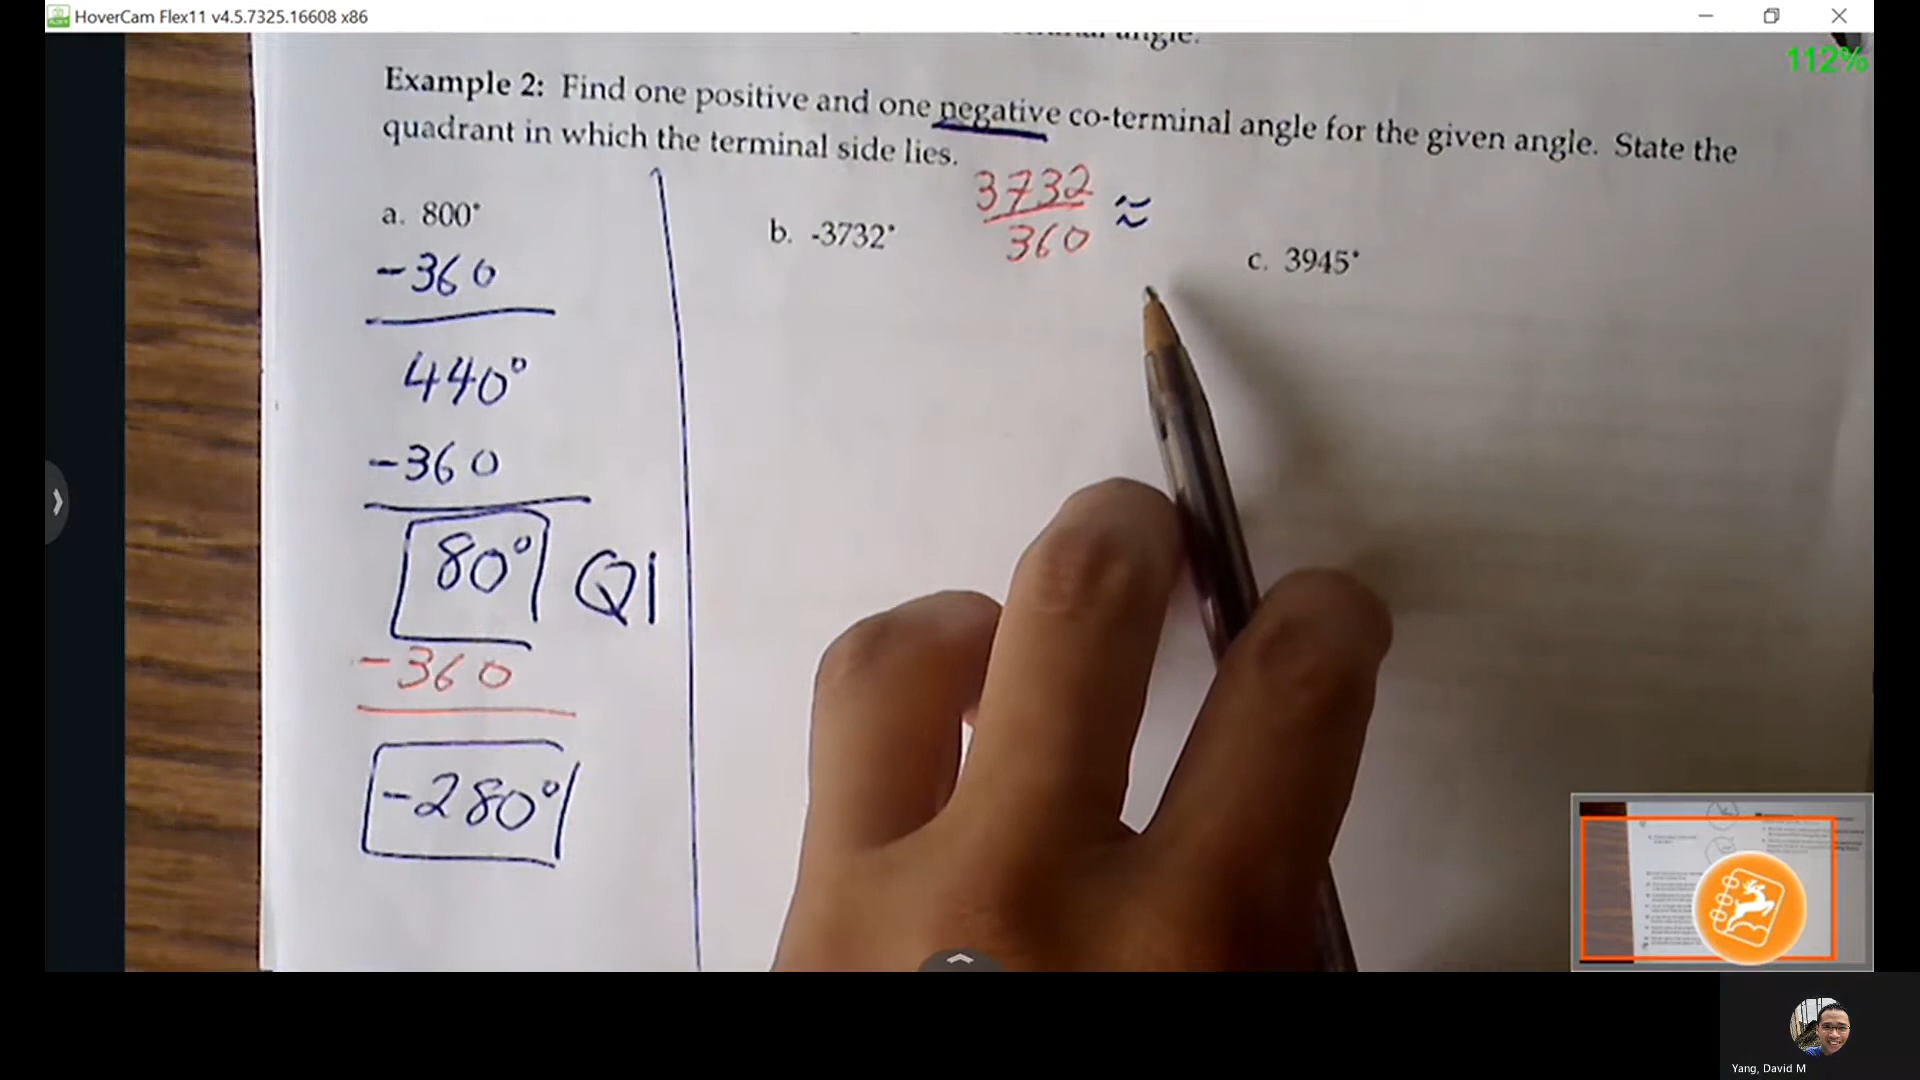 HoverCam Flex11 v4.5.7325.16608 x86
112%
angle.
Example 2: Find one positive and one negative co-terminal angle for the given angle. State the
quadrant in which the terminal side lies.
a. 800°
-360
440°
-360
80° Q1
-360
-280°
b. -3732°
3732
360
≈
c. 3945°
Yang, David M